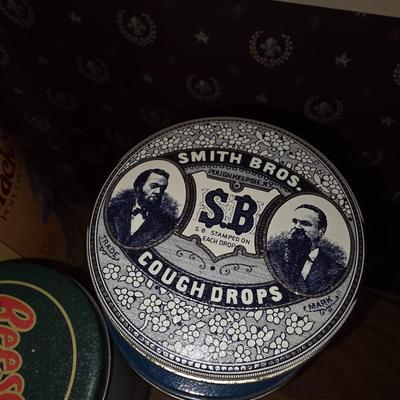 SMITH BROS.
POUGHKEEPSIE, N.Y.
S.B
S.B STAMPED ON
EACH DROP
TRADE
MARK
COUGH DROPS
Reese